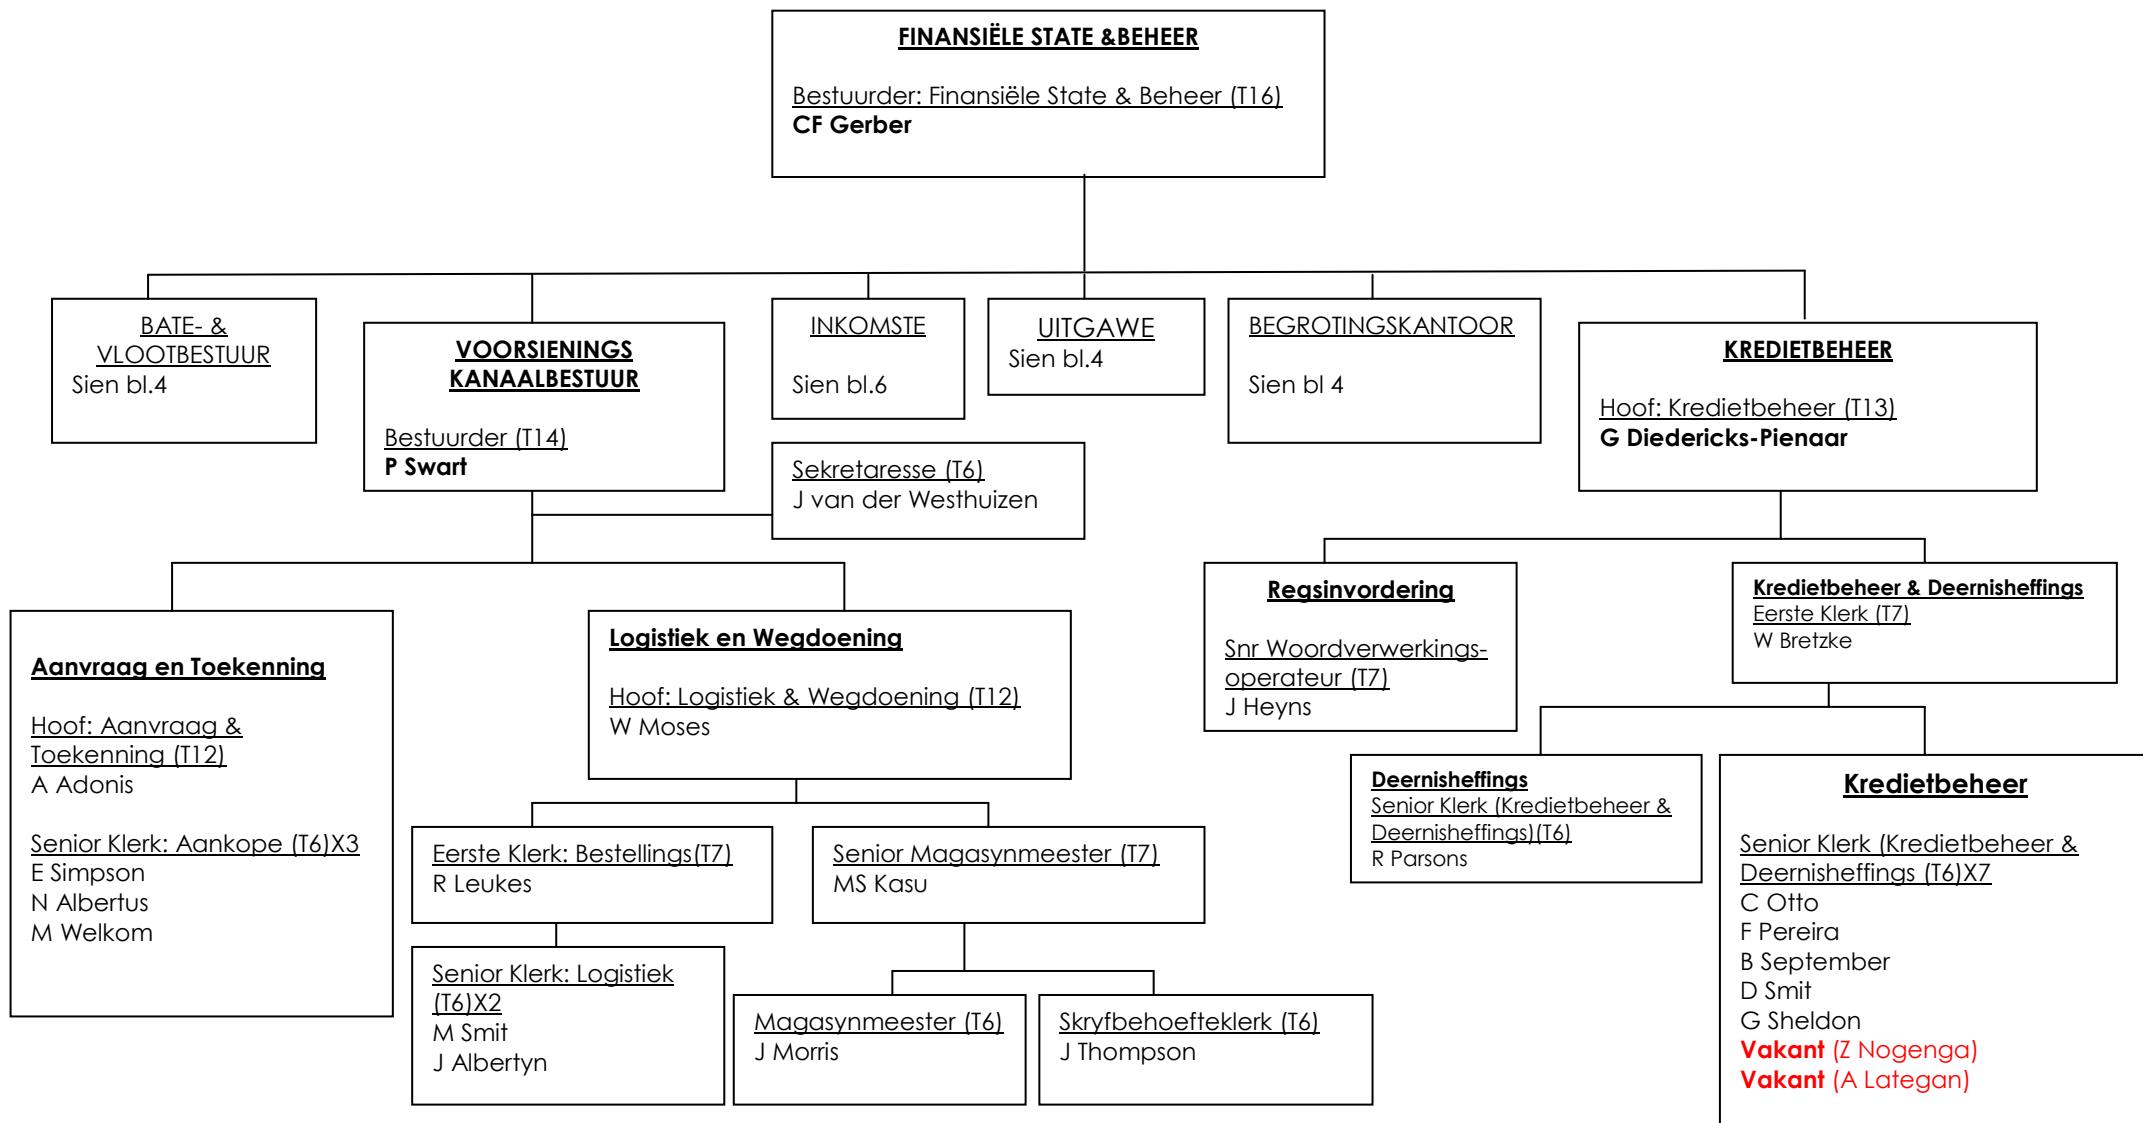 FINANSIËLE STATE &BEHEER
Bestuurder: Finansiële State & Beheer (T16)
CF Gerber
BATE- &
VLOOTBESTUUR
Sien bl.4
VOORSIENINGS
KANAALBESTUUR
Bestuurder (T14)
P Swart
INKOMSTE
Sien bl.6
UITGAWE
Sien bl.4
BEGROTINGSKANTOOR
Sien bl 4
KREDIETBEHEER
Hoof: Kredietbeheer (T13)
G Diedericks-Pienaar
Sekretaresse (T6)
J van der Westhuizen
Aanvraag en Toekenning
Hoof: Aanvraag &
Toekenning (T12)
A Adonis
Senior Klerk: Aankope (T6)X3
E Simpson
N Albertus
M Welkom
Logistiek en Wegdoening
Hoof: Logistiek & Wegdoening (T12)
W Moses
Eerste Klerk: Bestellings(T7)
R Leukes
Senior Klerk: Logistiek
(T6)X2
M Smit
J Albertyn
Senior Magasynmeester (T7)
MS Kasu
Magasynmeester (T6)
J Morris
Skryfbehoefteklerk (T6)
J Thompson
Regsinvordering
Snr Woordverwerkings-
operateur (T7)
J Heyns
Kredietbeheer & Deernisheffings
Eerste Klerk (T7)
W Bretzke
Deernisheffings
Senior Klerk (Kredietbeheer &
Deernisheffings)(T6)
R Parsons
Kredietbeheer
Senior Klerk (Kredietbeheer &
Deernisheffings (T6)X7
C Otto
F Pereira
B September
D Smit
G Sheldon
Vakant (Z Nogenga)
Vakant (A Lategan)